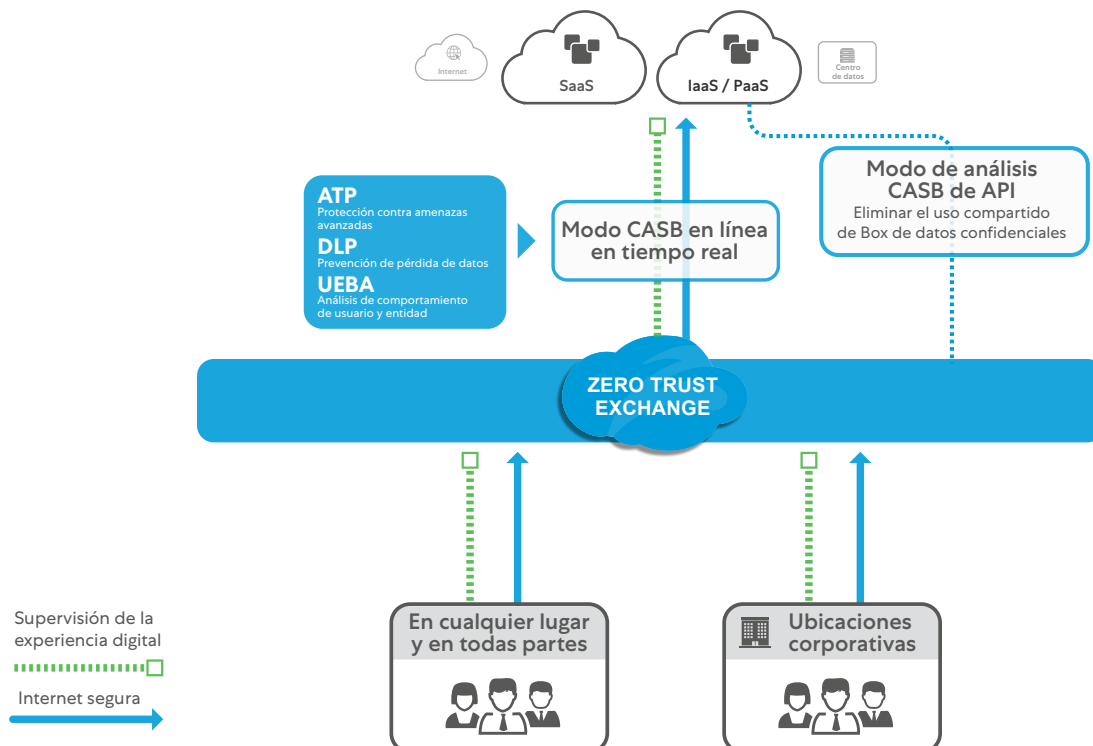 Internet
SaaS
IaaS / PaaS
Centro
de datos
ATP
Protección contra amenazas
avanzadas
DLP
Prevención de pérdida de datos
UEBA
Análisis de comportamiento
de usuario y entidad
Modo CASB en línea
en tiempo real
Modo de análisis
CASB de API
Eliminar el uso compartido
de Box de datos confidenciales
ZERO TRUST
EXCHANGE
En cualquier lugar
y en todas partes
Ubicaciones
corporativas
Supervisión de la
experiencia digital
Internet segura